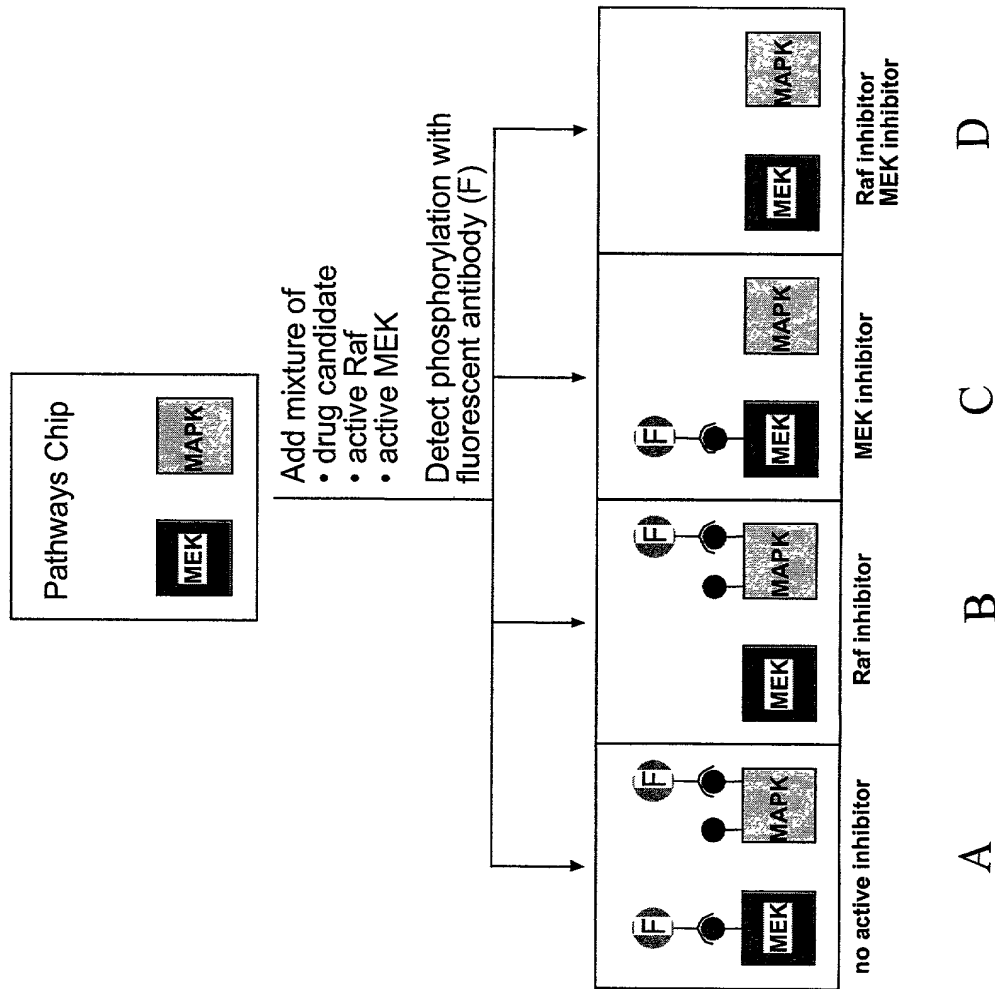 Pathways Chip
MEK
MAPK
Add mixture of
• drug candidate
• active Raf
• active MEK
Detect phosphorylation with
fluorescent antibody (F)
F
MEK
F
MAPK
no active inhibitor
A
MEK
F
MAPK
Raf inhibitor
B
F
MEK
MAPK
MEK inhibitor
C
MEK
MAPK
Raf inhibitor
MEK inhibitor
D